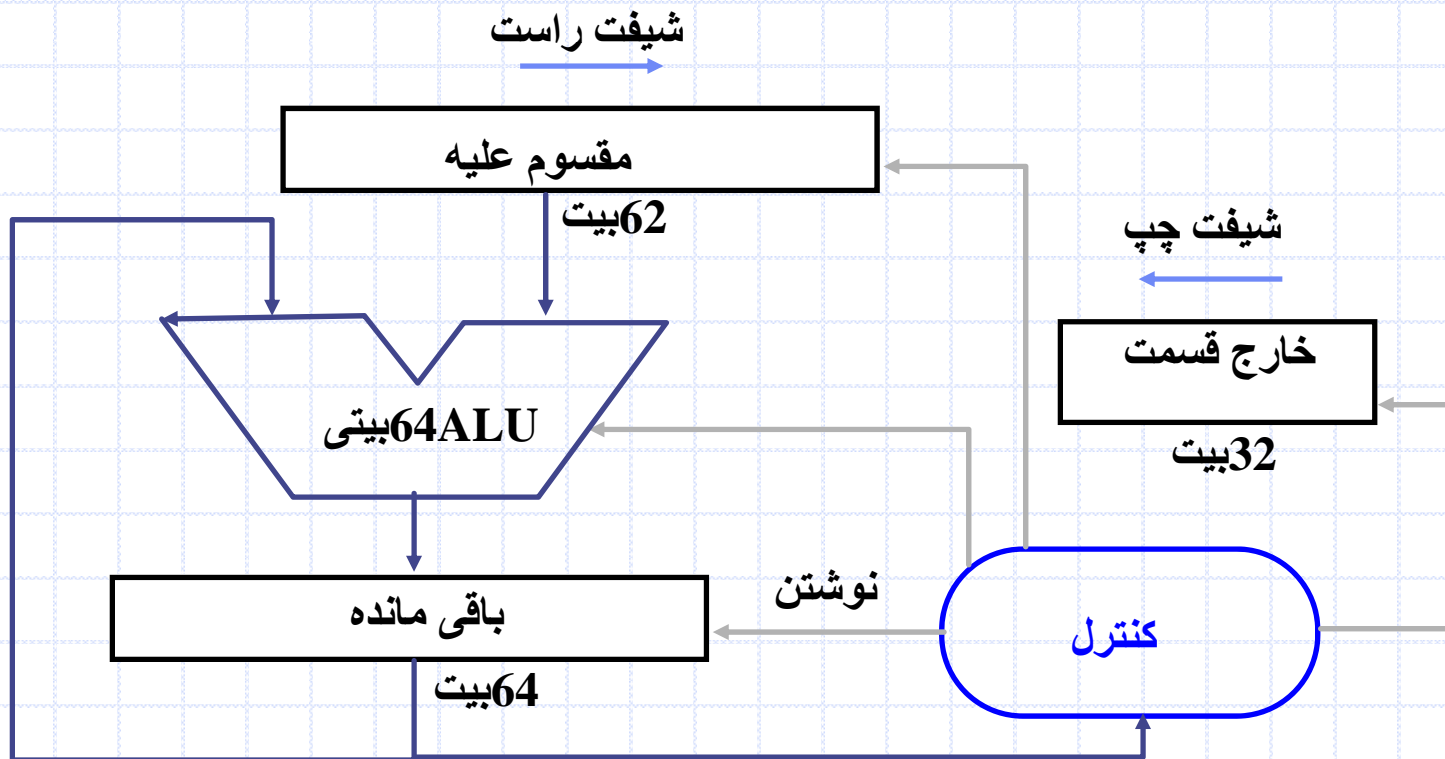 شیفت راست
مقسوم علیه
62بیت
شیفت چپ
خارج قسمت
32بیت
64ALUبیتی
نوشتن
باقی مانده
64بیت
کنترل